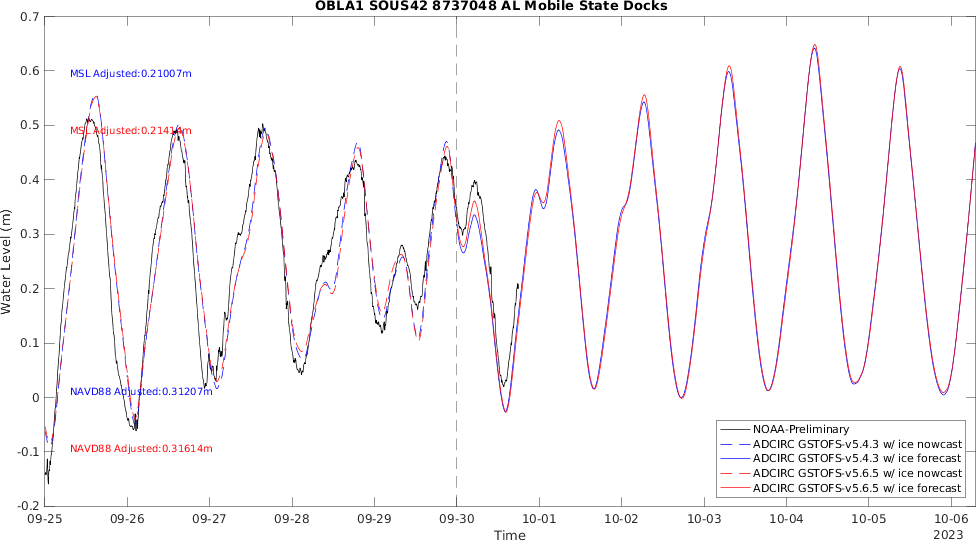 OBLA1 SOUS42 8737048 AL Mobile State Docks
0.7
0.6
0.5
0.4
0.3
0.2
0.1
0
-0.1
-0.2
Water Level (m)
MSL Adjusted:0.21007m
MSL Adjusted:0.21414m
NAVD88 Adjusted:0.31207m
NAVD88 Adjusted:0.31614m
NOAA-Preliminary
ADCIRC GSTOFS-v5.4.3 w/ ice nowcast
ADCIRC GSTOFS-v5.4.3 w/ ice forecast
ADCIRC GSTOFS-v5.6.5 w/ ice nowcast
ADCIRC GSTOFS-v5.6.5 w/ ice forecast
09-25 09-26 09-27 09-28 09-29 09-30 10-01 10-02 10-03 10-04 10-05 10-06
Time
2023